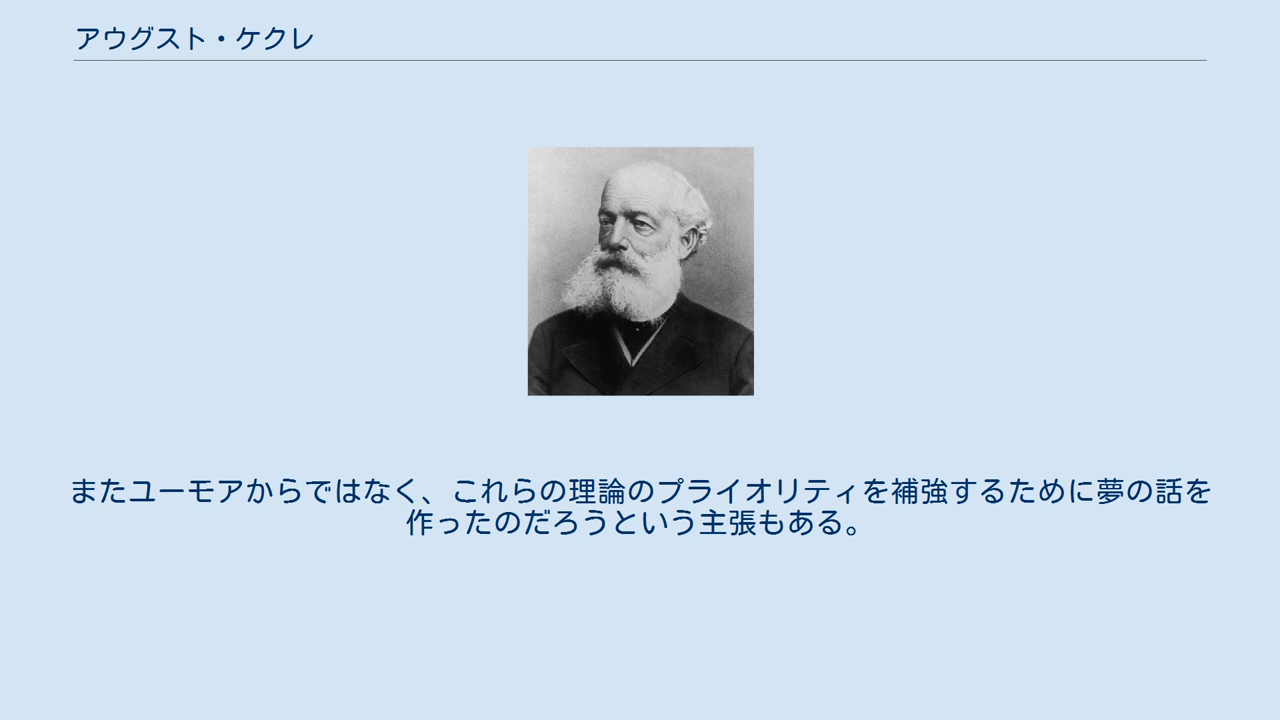 アウグスト・ケクレ
またユーモアからではなく、これらの理論のプライオリティを補強するために夢の話を
作ったのだろうという主張もある。